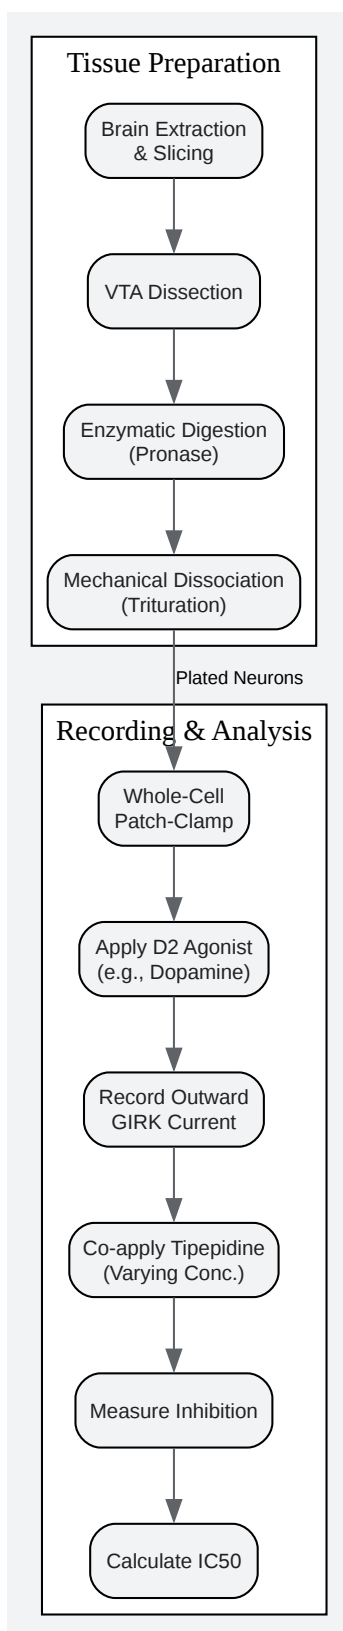 Tissue Preparation
Brain Extraction
& Slicing
VTA Dissection
Enzymatic Digestion
(Pronase)
Mechanical Dissociation
(Trituration)
Plated Neurons
Recording & Analysis
Whole-Cell
Patch-Clamp
Apply D2 Agonist
(e.g., Dopamine)
Record Outward
GIRK Current
Co-apply Tipepidine
(Varying Conc.)
Measure Inhibition
Calculate IC50